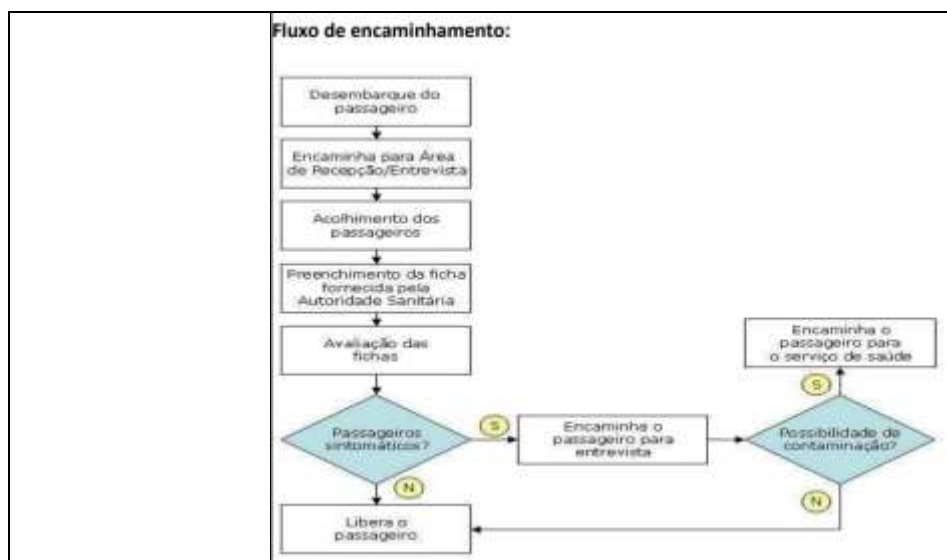 Fluxo de encaminhamento:
Desembarque do
passageiro
Encaminha para Área
de Recepção/Entrevista
Acolhimento dos
passageiros
Preenchimento da ficha
fornecida pela
Autoridade Sanitária
Avaliação das
fichas
Passageiros
sintomáticos?
S
Encaminha o
passageiro para
entrevista
Possibilidade de
contaminação?
S
Encaminha o
passageiro para
o serviço de saúde
N
N
Libera o
passageiro